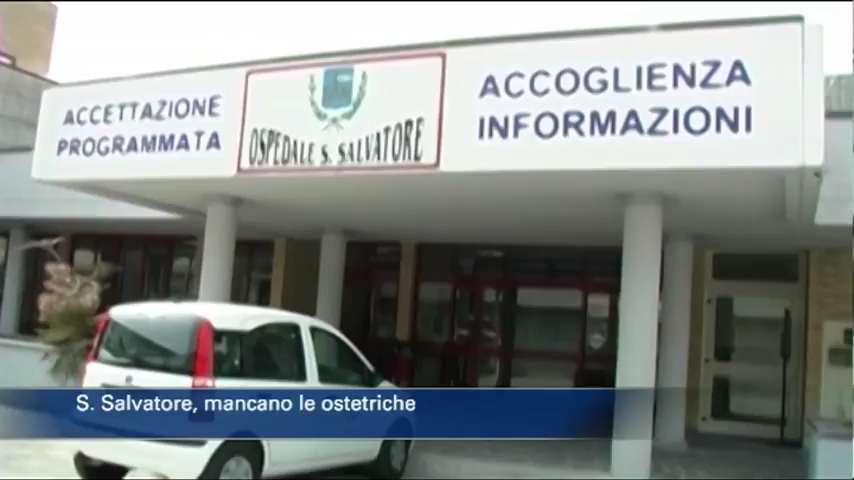 ACCETTAZIONE
PROGRAMMATA
OSPEDALE S. SALVATORE
ACCOGLIENZA
INFORMAZIONI
S. Salvatore, mancano le ostetriche